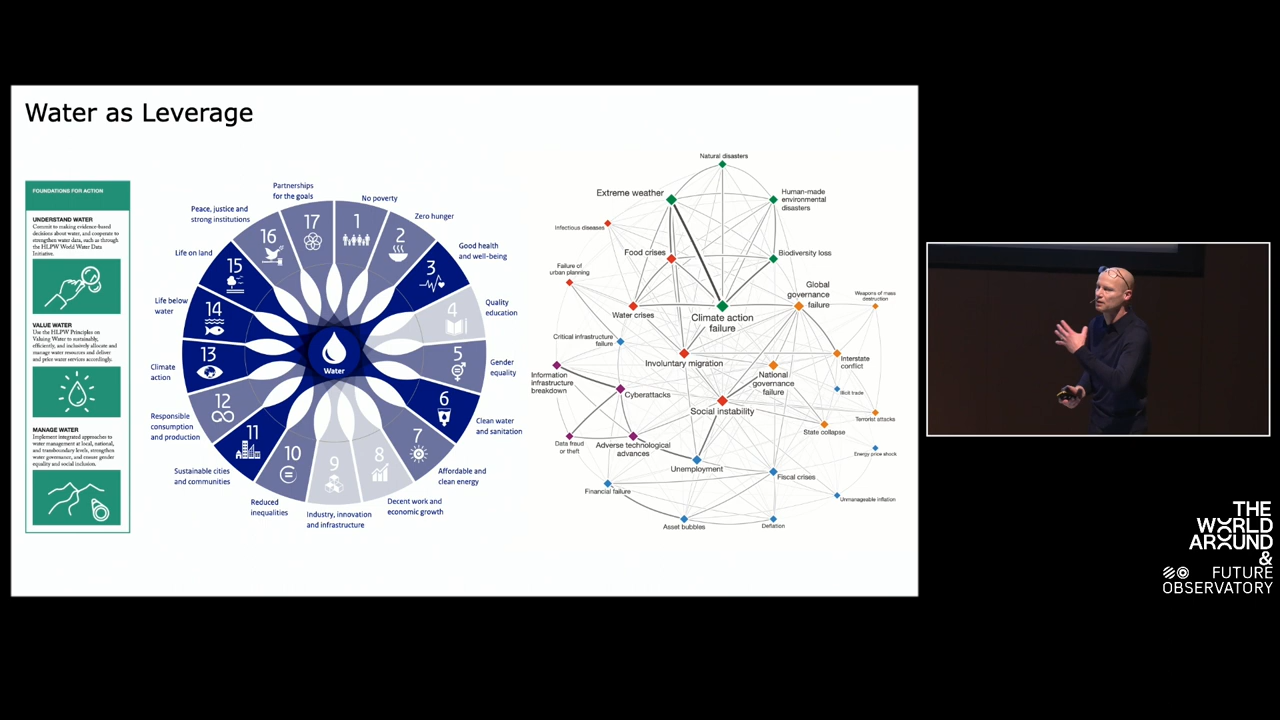 Water as Leverage
FOUNDATIONS FOR ACTION
UNDERSTAND WATER
Commit to making evidence-based
decisions about water, and cooperate to
strengthen water data, such as through
the HLPW World Water Data
Initiative.
VALUE WATER
Use the HLPW Principles on
Valuing Water to sustainably,
efficiently, and inclusively allocate and
manage water resources and deliver
and price water services accordingly.
MANAGE WATER
Implement integrated approaches to
water management at local, national,
and transboundary levels, strengthen
water governance, and ensure gender
equality and social inclusion.
Partnerships
for the goals
17
No poverty
1
Zero hunger
2
Good health
and well-being
3
Quality
education
4
Gender
equality
5
Clean water
and sanitation
6
Affordable and
clean energy
7
Decent work and
economic growth
8
Industry, innovation
and infrastructure
9
Reduced
inequalities
10
Sustainable cities
and communities
11
Responsible
consumption
and production
12
Climate
action
13
Life below
water
14
Life on land
15
Peace, justice and
strong institutions
16
Water
Natural disasters
Extreme weather
Human-made
environmental
disasters
Infectious diseases
Food crises
Biodiversity loss
Failure of
urban planning
Global
governance
failure
Weapons of mass
destruction
Water crises
Climate action
failure
Critical infrastructure
failure
Involuntary migration
Interstate
conflict
Information
infrastructure
breakdown
National
governance
failure
Cyberattacks
Illicit trade
Social instability
Terrorist attacks
State collapse
Data fraud
or theft
Adverse technological
advances
Energy price shock
Unemployment
Fiscal crises
Financial failure
Unmanageable inflation
Asset bubbles
Deflation
THE
WORLD
AROUND
&
FUTURE
OBSERVATORY